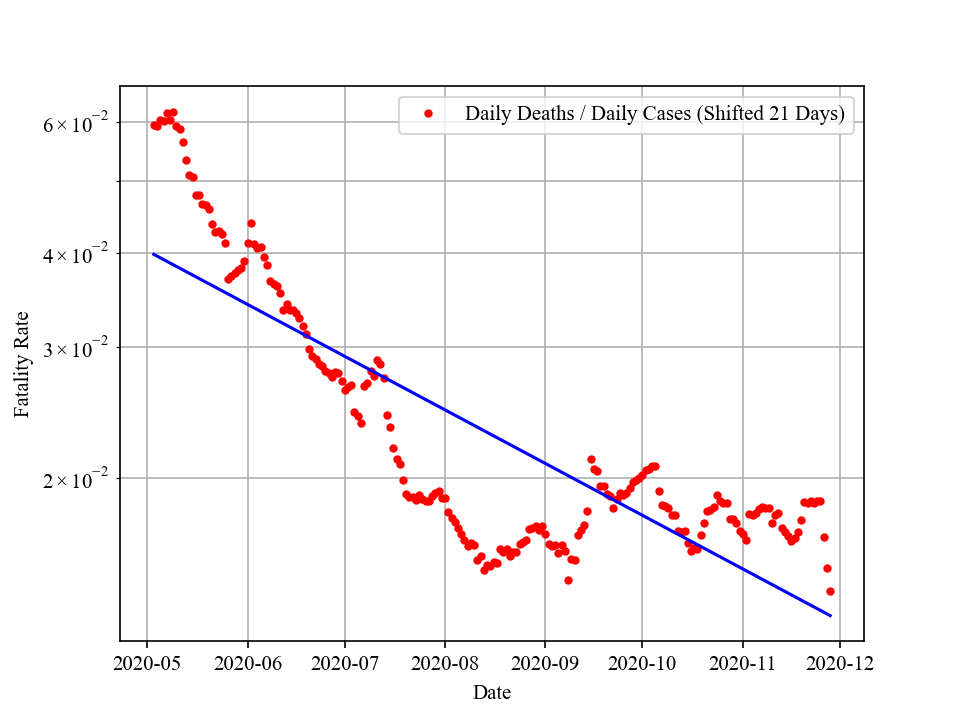 Daily Deaths / Daily Cases (Shifted 21 Days)
6 × 10⁻²
4 × 10⁻²
3 × 10⁻²
2 × 10⁻²
Fatality Rate
2020-05 2020-06 2020-07 2020-08 2020-09 2020-10 2020-11 2020-12
Date